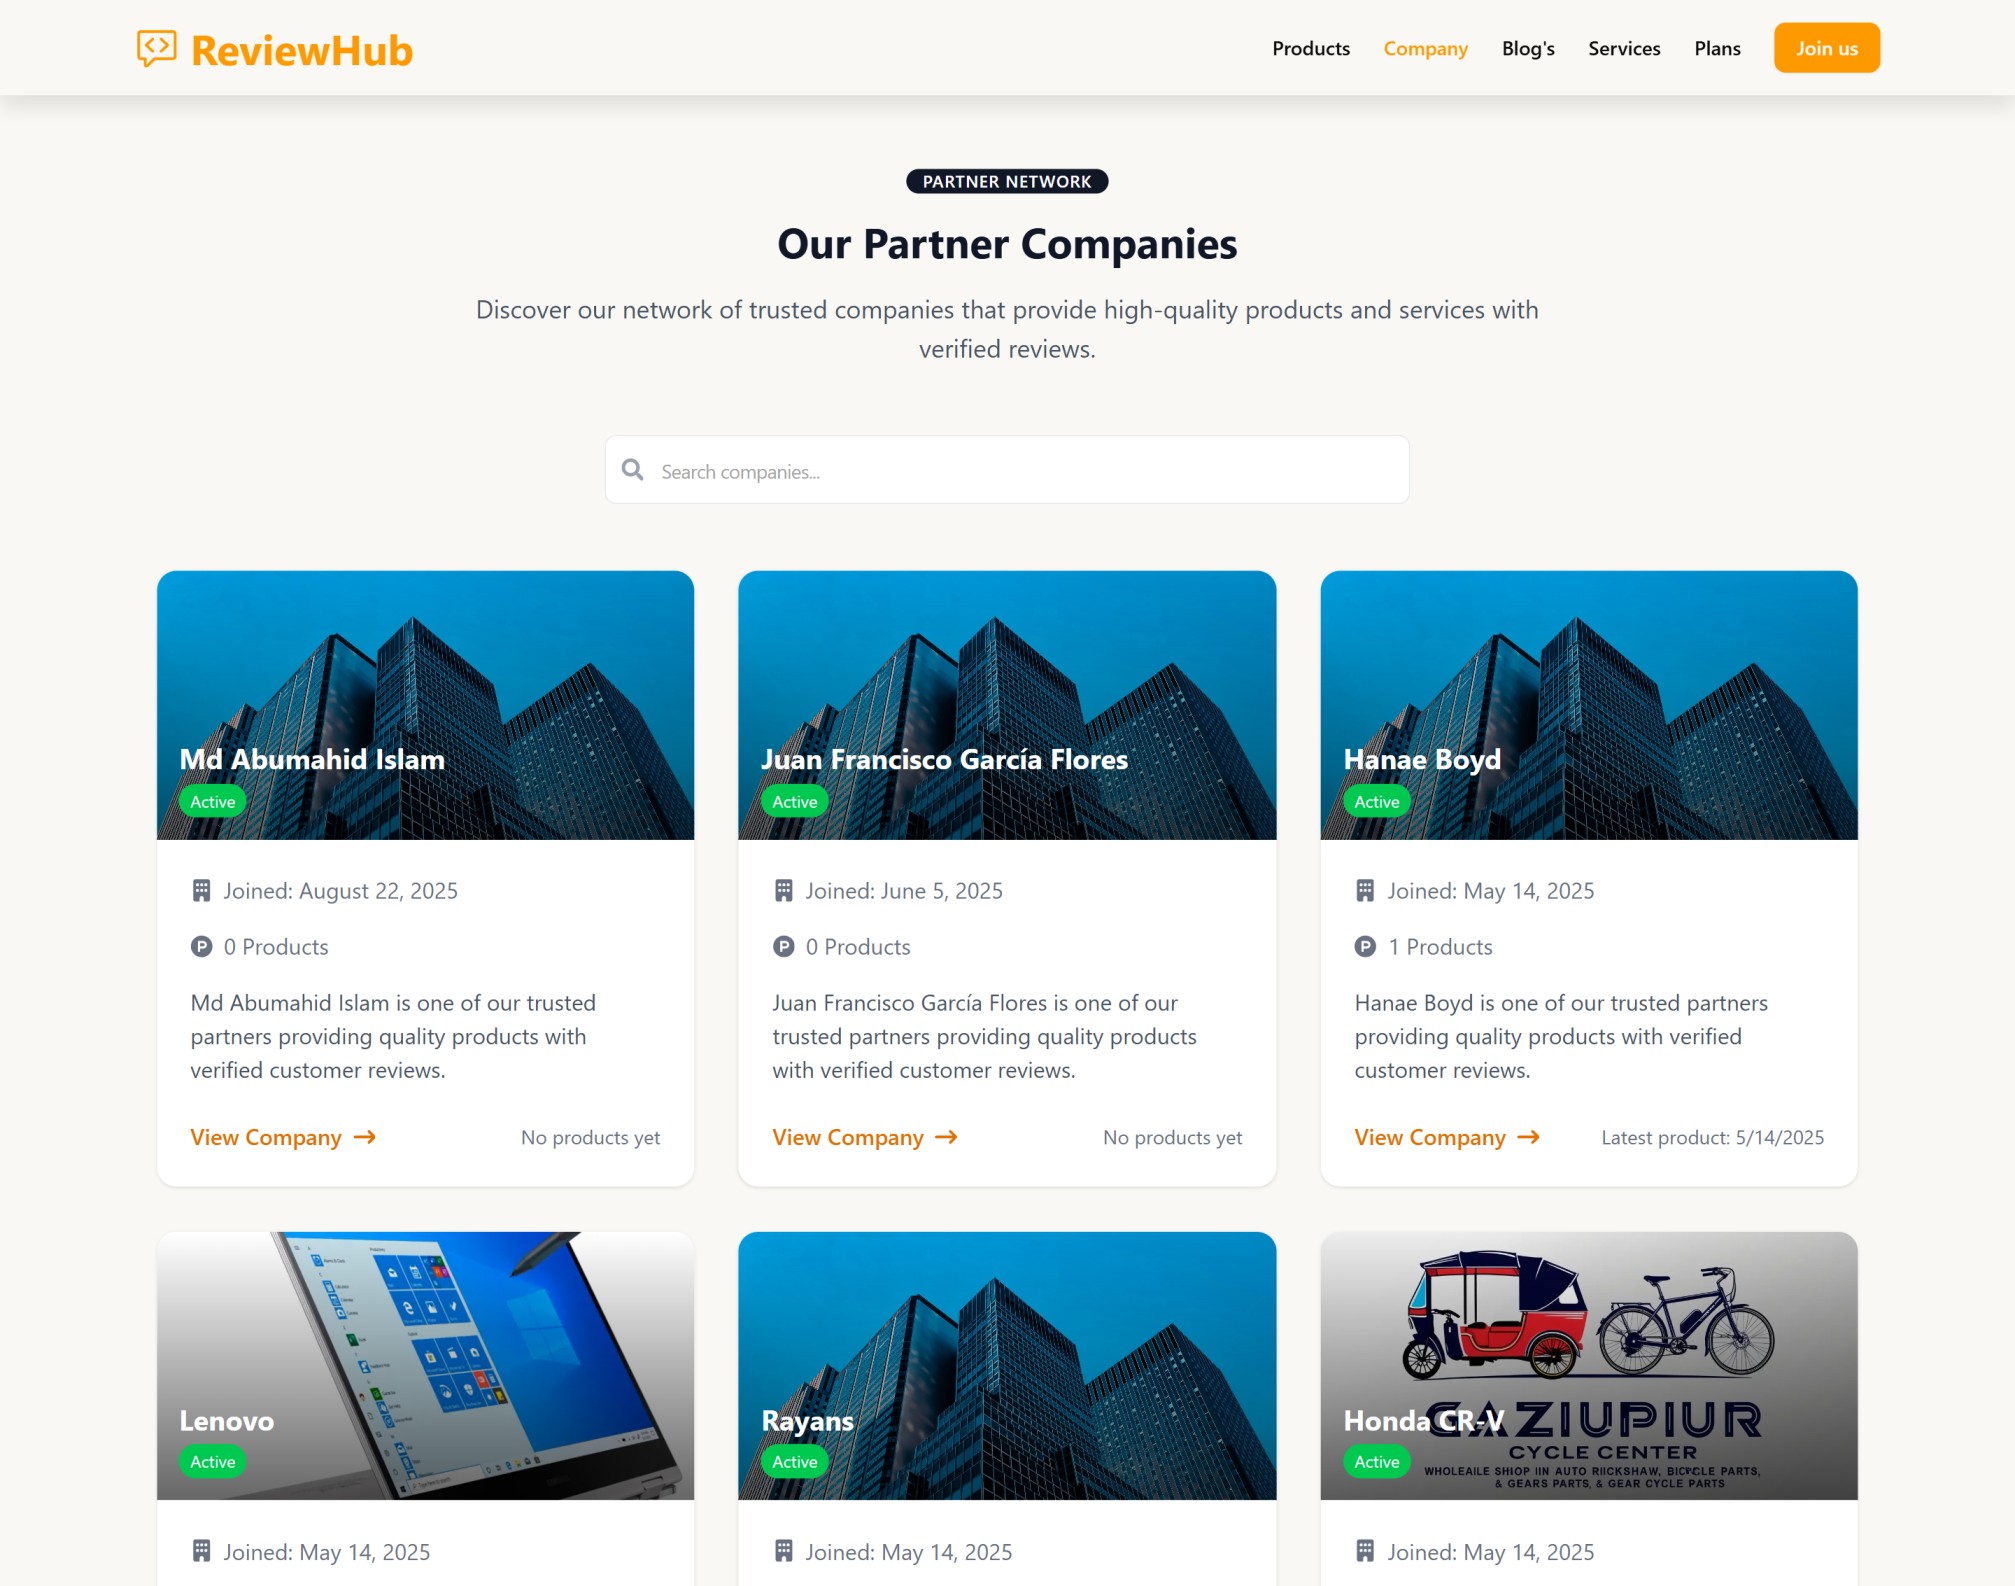 ReviewHub
Products Company Blog's Services Plans Join us
PARTNER NETWORK
Our Partner Companies
Discover our network of trusted companies that provide high-quality products and services with
verified reviews.
Search companies...
Md Abumahid Islam
Active
Joined: August 22, 2025
0 Products
Md Abumahid Islam is one of our trusted
partners providing quality products with
verified customer reviews.
View Company
No products yet
Juan Francisco García Flores
Active
Joined: June 5, 2025
0 Products
Juan Francisco García Flores is one of our
trusted partners providing quality products
with verified customer reviews.
View Company
No products yet
Hanae Boyd
Active
Joined: May 14, 2025
1 Products
Hanae Boyd is one of our trusted partners
providing quality products with verified
customer reviews.
View Company
Latest product: 5/14/2025
Lenovo
Active
Joined: May 14, 2025
Rayans
Active
Joined: May 14, 2025
GAZIUPIUR
Honda CR-V
CYCLE CENTER
Active
WHOLEAILE SHIOP IIN AUTO RIICKSHAW, BICYCLE PARTS,
& GEARS PARTS, & GEAR CYCLE PARTS
Joined: May 14, 2025